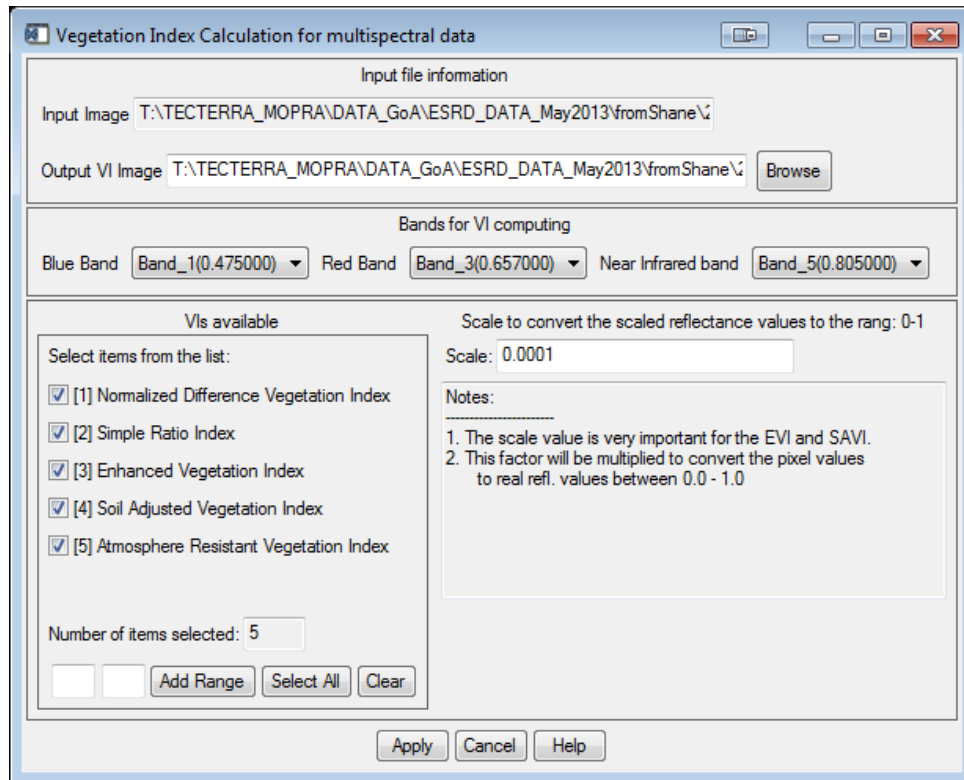 Vegetation Index Calculation for multispectral data
Input file information
Input Image T:\TECTERRA_MOPRA\DATA_GoA\ESRD_DATA_May2013\fromShane\2
Output VI Image T:\TECTERRA_MOPRA\DATA_GoA\ESRD_DATA_May2013\fromShane\2 Browse
Bands for VI computing
Blue Band Band_1(0.475000) Red Band Band_3(0.657000) Near Infrared band Band_5(0.805000)
VIs available
Select items from the list:
[1] Normalized Difference Vegetation Index
[2] Simple Ratio Index
[3] Enhanced Vegetation Index
[4] Soil Adjusted Vegetation Index
[5] Atmosphere Resistant Vegetation Index
Number of items selected: 5
Add Range Select All Clear
Scale to convert the scaled reflectance values to the rang: 0-1
Scale: 0.0001
Notes:
-----------------------
1. The scale value is very important for the EVI and SAVI.
2. This factor will be multiplied to convert the pixel values
to real refl. values between 0.0 - 1.0
Apply Cancel Help